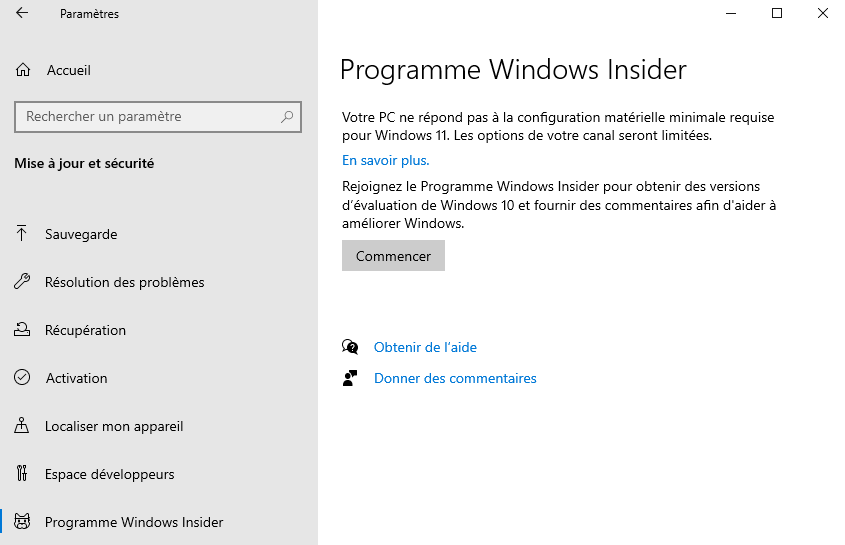 Paramètres
Accueil
Rechercher un paramètre
Mise à jour et sécurité
Sauvegarde
Résolution des problèmes
Récupération
Activation
Localiser mon appareil
Espace développeurs
Programme Windows Insider
Programme Windows Insider
Votre PC ne répond pas à la configuration matérielle minimale requise
pour Windows 11. Les options de votre canal seront limitées.
En savoir plus.
Rejoignez le Programme Windows Insider pour obtenir des versions
d’évaluation de Windows 10 et fournir des commentaires afin d'aider à
améliorer Windows.
Commencer
Obtenir de l’aide
Donner des commentaires